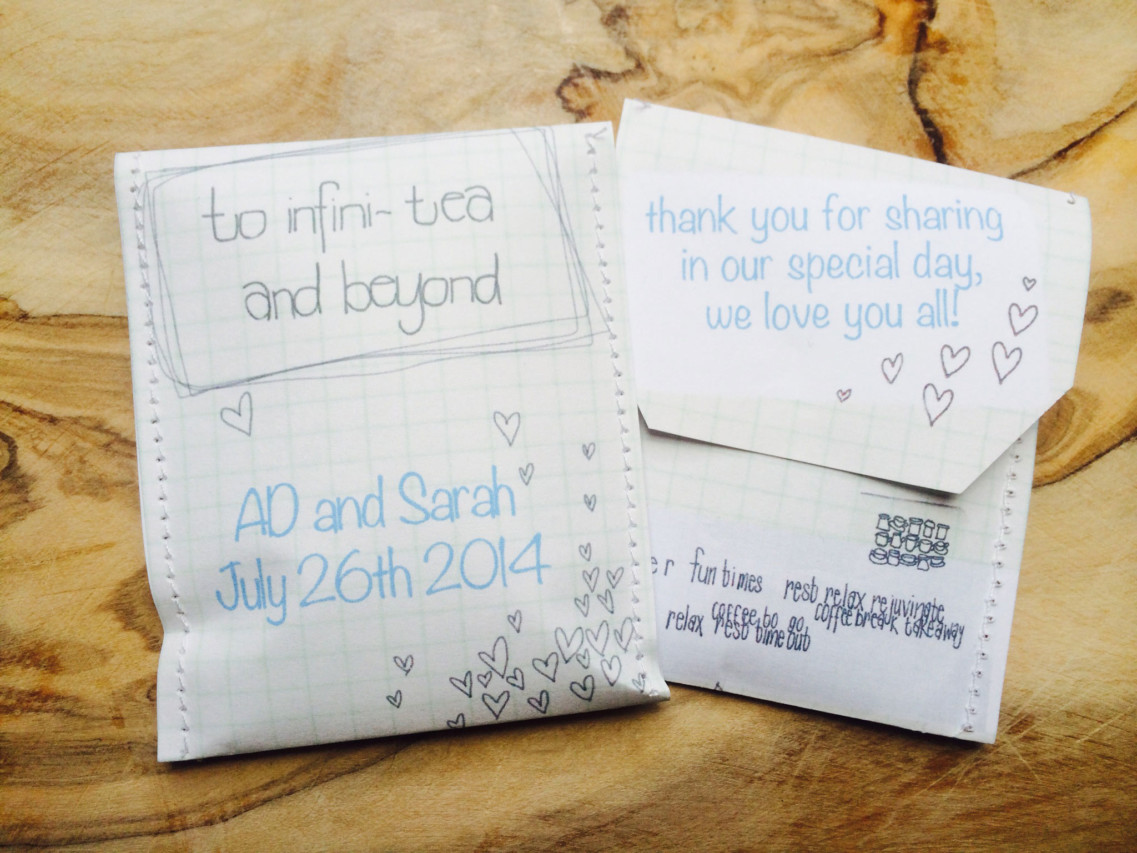 to infini-tea
and beyond
AD and Sarah
July 26th 2014
thank you for sharing
in our special day,
we love you all!
er fun times rest relax rejuvinate
coffee to go coffee break takeaway
relax rest time out